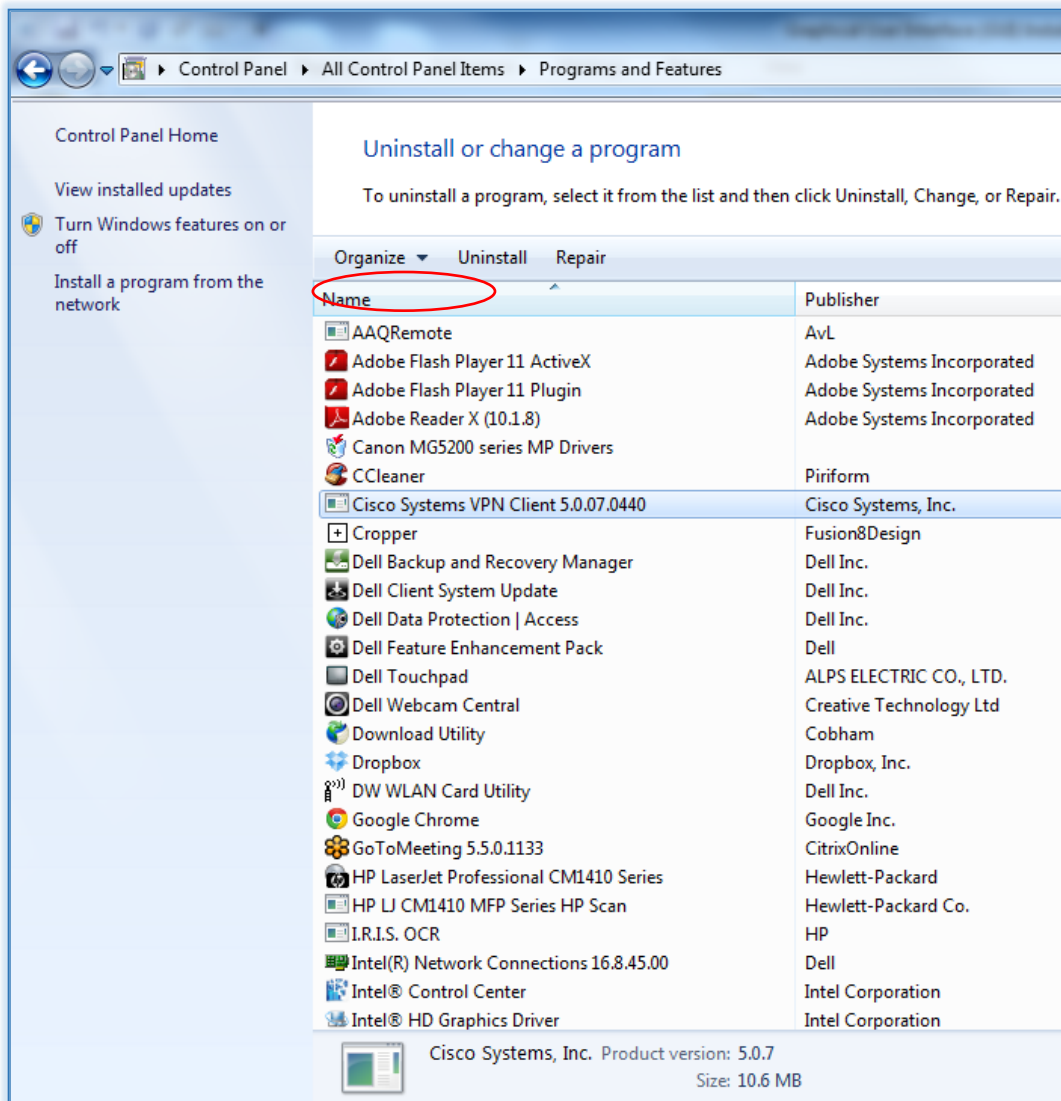 Control Panel ▸ All Control Panel Items ▸ Programs and Features
Control Panel Home
View installed updates
Turn Windows features on or
off
Install a program from the
network
Uninstall or change a program
To uninstall a program, select it from the list and then click Uninstall, Change, or Repair.
Organize Uninstall Repair
Name Publisher
AAQRemote AvL
Adobe Flash Player 11 ActiveX Adobe Systems Incorporated
Adobe Flash Player 11 Plugin Adobe Systems Incorporated
Adobe Reader X (10.1.8) Adobe Systems Incorporated
Canon MG5200 series MP Drivers
CCleaner Piriform
Cisco Systems VPN Client 5.0.07.0440 Cisco Systems, Inc.
Cropper Fusion8Design
Dell Backup and Recovery Manager Dell Inc.
Dell Client System Update Dell Inc.
Dell Data Protection | Access Dell Inc.
Dell Feature Enhancement Pack Dell
Dell Touchpad ALPS ELECTRIC CO., LTD.
Dell Webcam Central Creative Technology Ltd
Download Utility Cobham
Dropbox Dropbox, Inc.
DW WLAN Card Utility Dell Inc.
Google Chrome Google Inc.
GoToMeeting 5.5.0.1133 CitrixOnline
HP LaserJet Professional CM1410 Series Hewlett-Packard
HP LJ CM1410 MFP Series HP Scan Hewlett-Packard Co.
I.R.I.S. OCR HP
Intel(R) Network Connections 16.8.45.00 Dell
Intel® Control Center Intel Corporation
Intel® HD Graphics Driver Intel Corporation
Cisco Systems, Inc. Product version: 5.0.7
Size: 10.6 MB